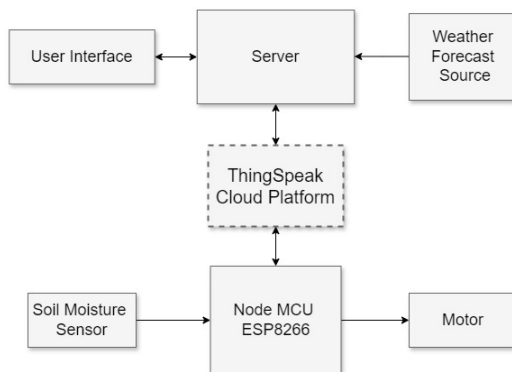 User Interface
Server
Weather
Forecast
Source
ThingSpeak
Cloud Platform
Soil Moisture
Sensor
Node MCU
ESP8266
Motor